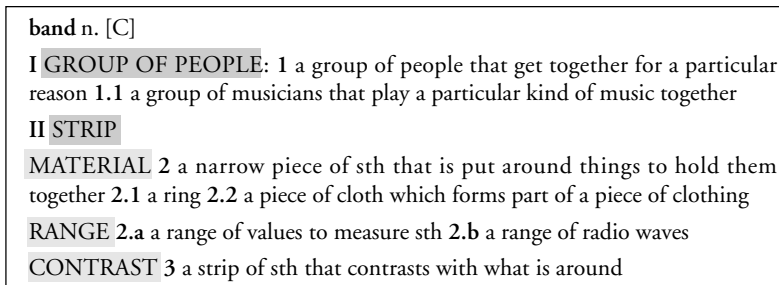 band n. [C]
I GROUP OF PEOPLE: 1 a group of people that get together for a particular
reason 1.1 a group of musicians that play a particular kind of music together
II STRIP
MATERIAL 2 a narrow piece of sth that is put around things to hold them
together 2.1 a ring 2.2 a piece of cloth which forms part of a piece of clothing
RANGE 2.a a range of values to measure sth 2.b a range of radio waves
CONTRAST 3 a strip of sth that contrasts with what is around